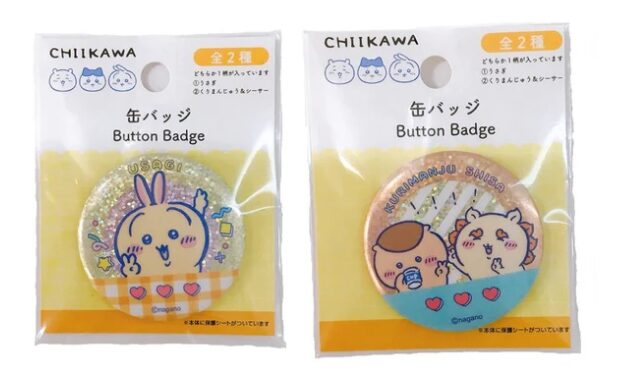 CHIIKAWA
全2種
どちらか1柄が入っています
①うさぎ
②くりまんじゅう&シーサー
缶バッジ
Button Badge
USAGI
©nagano
※本体に保護シートがついています
CHIIKAWA
全2種
どちらか1柄が入っています
①うさぎ
②くりまんじゅう&シーサー
缶バッジ
Button Badge
KURIMANJU SHISA
©nagano
※本体に保護シートがついています